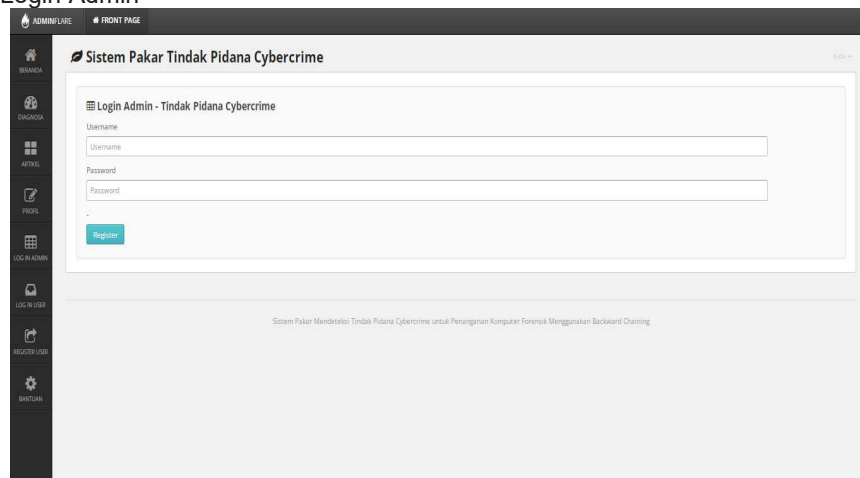 Login Admin
ADMINFLARE FRONT PAGE
BERANDA
DIAGNOSA
ARTIKEL
PROFIL
LOG IN ADMIN
LOG IN USER
REGISTER USER
BANTUAN
Sistem Pakar Tindak Pidana Cybercrime
Login Admin - Tindak Pidana Cybercrime
Username
Username
Password
Password
-
Register
Sistem Pakar Mendeteksi Tindak Pidana Cybercrime untuk Penanganan Komputer Foransik Menggunakan Backward Chaining